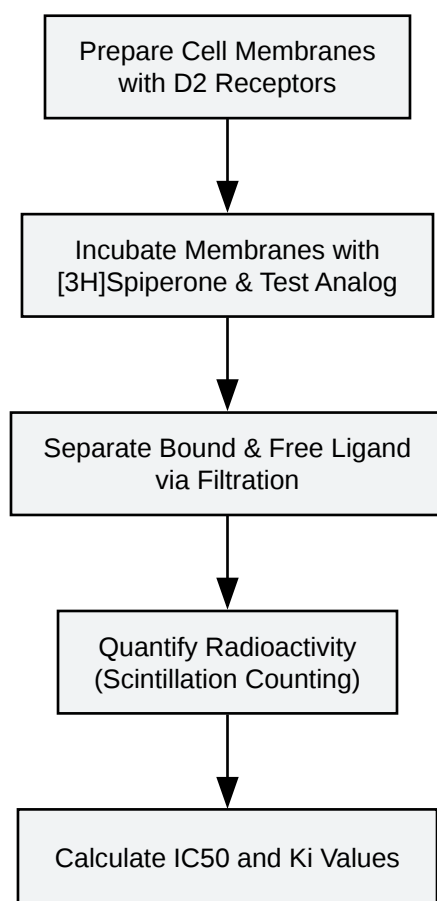 Prepare Cell Membranes
with D2 Receptors
Incubate Membranes with
[3H]Spiperone & Test Analog
Separate Bound & Free Ligand
via Filtration
Quantify Radioactivity
(Scintillation Counting)
Calculate IC50 and Ki Values